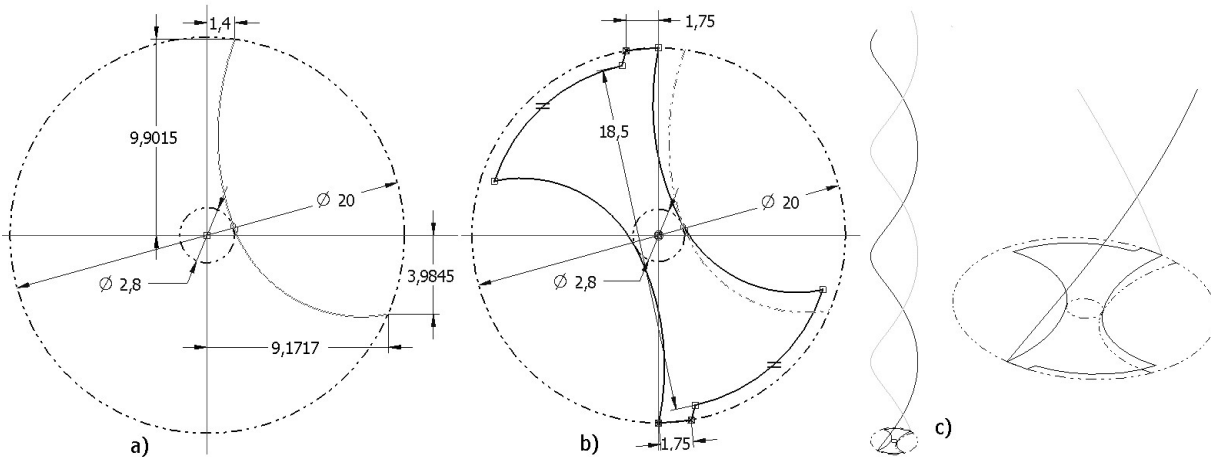 1,4
9,9015
Ø 20
Ø 2,8
3,9845
9,1717
a)
1,75
18,5
Ø 20
Ø 2,8
1,75
b)
c)